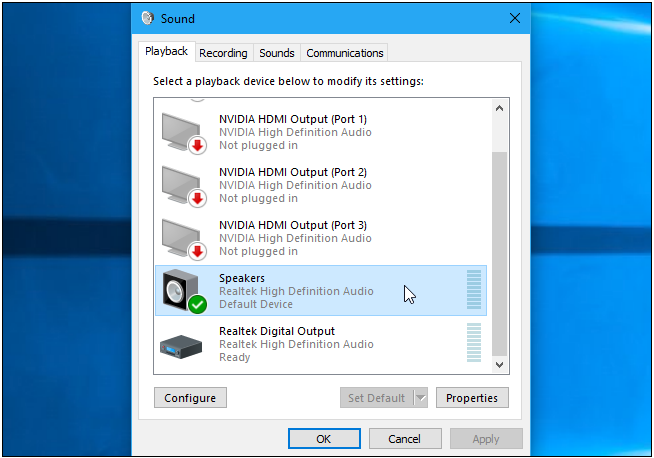 Sound
Playback Recording Sounds Communications
Select a playback device below to modify its settings:
NVIDIA HDMI Output (Port 1)
NVIDIA High Definition Audio
Not plugged in
NVIDIA HDMI Output (Port 2)
NVIDIA High Definition Audio
Not plugged in
NVIDIA HDMI Output (Port 3)
NVIDIA High Definition Audio
Not plugged in
Speakers
Realtek High Definition Audio
Default Device
Realtek Digital Output
Realtek High Definition Audio
Ready
Configure Set Default Properties
OK Cancel Apply